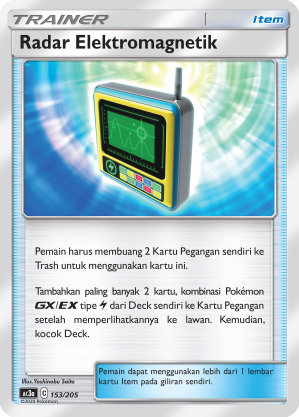 TRAINER Item
Radar Elektromagnetik
Pemain harus membuang 2 Kartu Pegangan sendiri ke
Trash untuk menggunakan kartu ini.
Tambahkan paling banyak 2 kartu, kombinasi Pokémon
GX/EX tipe dari Deck sendiri ke Kartu Pegangan
setelah memperlihatkannya ke lawan. Kemudian,
kocok Deck.
Illus. Yoshinobu Saito
AC3a C 153/205
©2020 Pokémon.
Pemain dapat menggunakan lebih dari 1 lembar
kartu Item pada giliran sendiri.